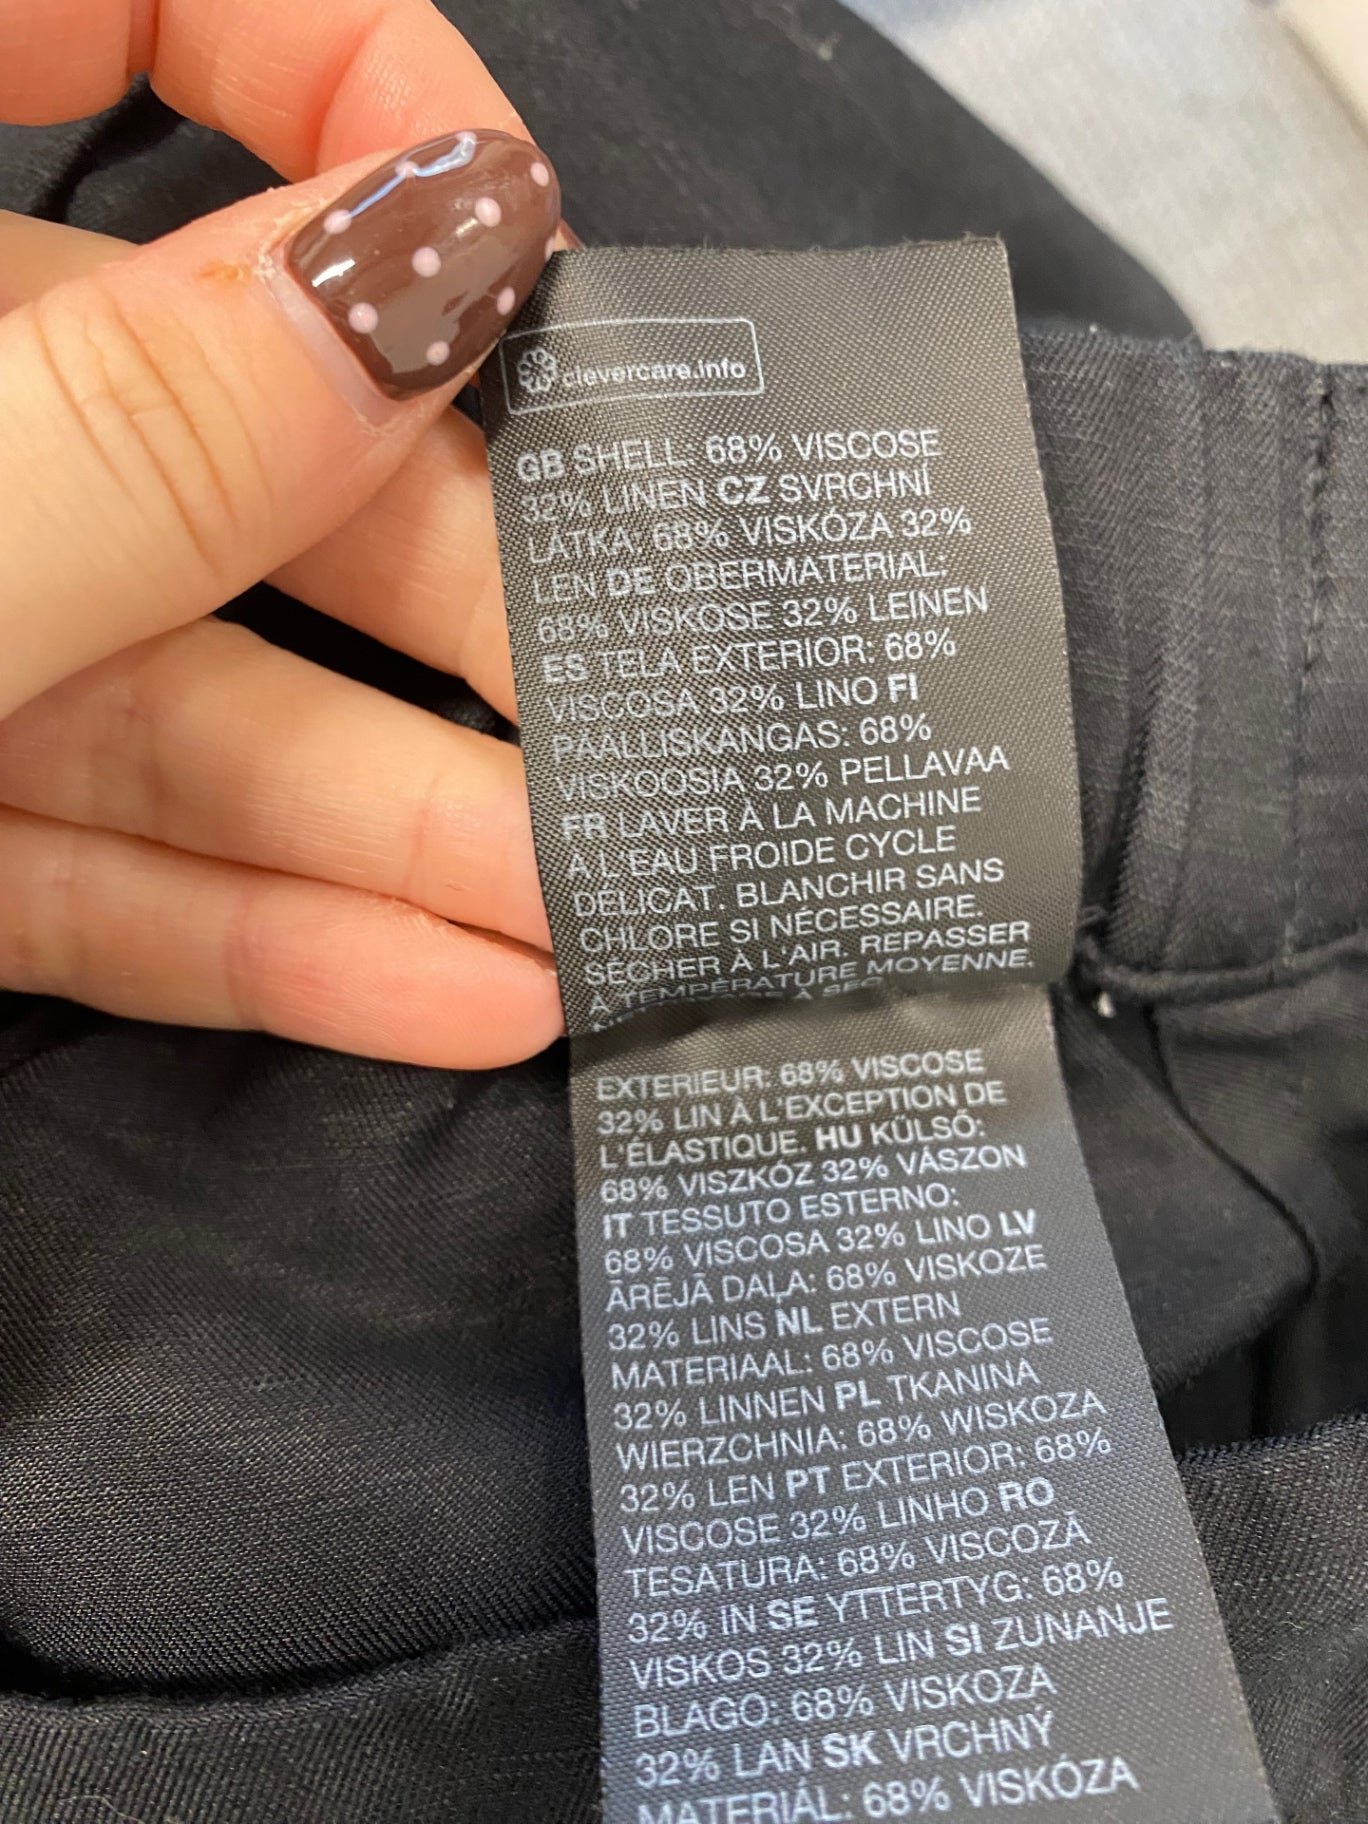 clevercare.info
GB SHELL: 68% VISCOSE
32% LINEN CZ SVRCHNÍ
LÁTKA: 68% VISKÓZA 32%
LEN DE OBERMATERIAL:
68% VISKOSE 32% LEINEN
ES TELA EXTERIOR: 68%
VISCOSA 32% LINO FI
PÄÄLLISKANGAS: 68%
VISKOOSIA 32% PELLAVAA
FR LAVER À LA MACHINE
À L'EAU FROIDE CYCLE
DÉLICAT. BLANCHIR SANS
CHLORE SI NÉCESSAIRE.
SÉCHER À L'AIR. REPASSER
À TEMPÉRATURE MOYENNE.
À SEC
EXTERIEUR: 68% VISCOSE
32% LIN À L'EXCEPTION DE
L'ÉLASTIQUE. HU KÜLSŐ:
68% VISZKÓZ 32% VÁSZON
IT TESSUTO ESTERNO:
68% VISCOSA 32% LINO LV
ĀRĒJĀ DAĻA: 68% VISKOZE
32% LINS NL EXTERN
MATERIAAL: 68% VISCOSE
32% LINNEN PL TKANINA
WIERZCHNIA: 68% WISKOZA
32% LEN PT EXTERIOR: 68%
VISCOSE 32% LINHO RO
TESATURA: 68% VISCOZĂ
32% IN SE YTTERTYG: 68%
VISKOS 32% LIN SI ZUNANJE
BLAGO: 68% VISKOZA
32% LAN SK VRCHNÝ
MATERIÁL: 68% VISKÓZA